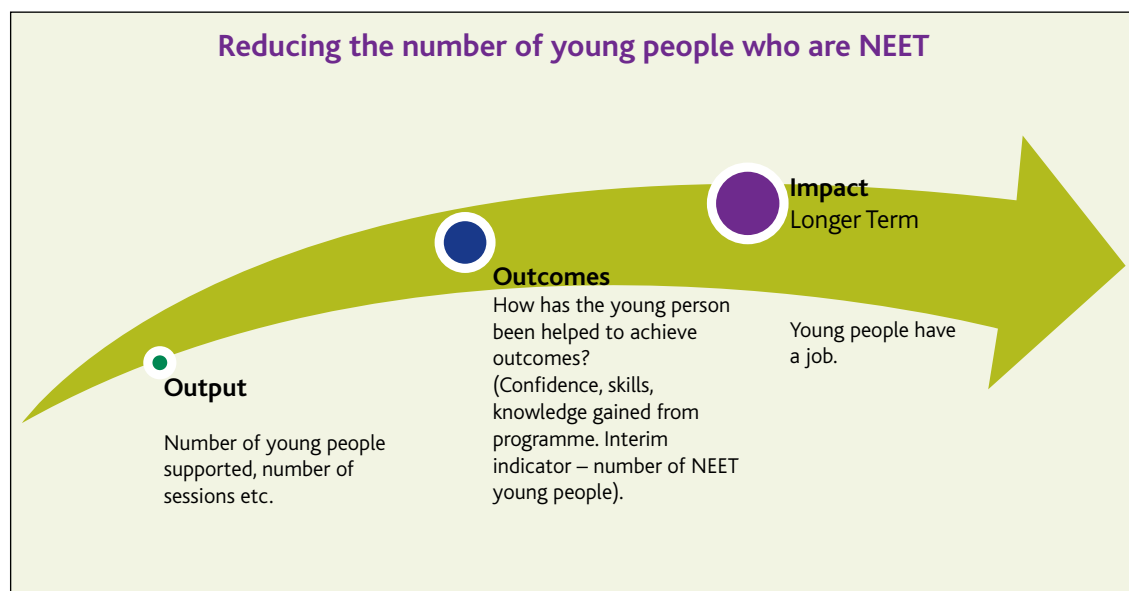 Reducing the number of young people who are NEET
Output
Number of young people
supported, number of
sessions etc.
Outcomes
How has the young person
been helped to achieve
outcomes?
(Confidence, skills,
knowledge gained from
programme. Interim
indicator – number of NEET
young people).
Impact
Longer Term
Young people have
a job.